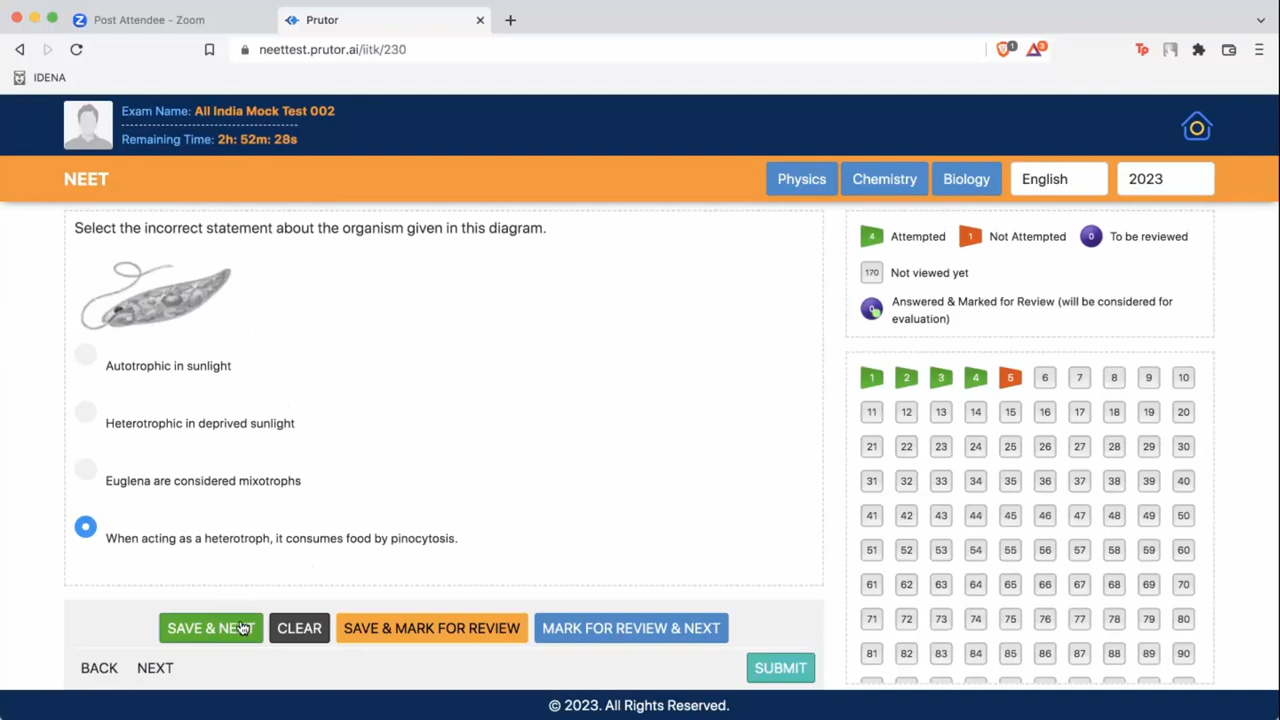 Post Attendee - Zoom
Prutor
neettest.prutor.ai/iitk/230
1
3
Tp
IDENA
Exam Name: All India Mock Test 002
Remaining Time: 2h: 52m: 28s
NEET
Physics
Chemistry
Biology
English
2023
Select the incorrect statement about the organism given in this diagram.
Autotrophic in sunlight
Heterotrophic in deprived sunlight
Euglena are considered mixotrophs
When acting as a heterotroph, it consumes food by pinocytosis.
4 Attempted 1 Not Attempted 0 To be reviewed
170 Not viewed yet
0 Answered & Marked for Review (will be considered for
evaluation)
1 2 3 4 5 6 7 8 9 10
11 12 13 14 15 16 17 18 19 20
21 22 23 24 25 26 27 28 29 30
31 32 33 34 35 36 37 38 39 40
41 42 43 44 45 46 47 48 49 50
51 52 53 54 55 56 57 58 59 60
61 62 63 64 65 66 67 68 69 70
71 72 73 74 75 76 77 78 79 80
81 82 83 84 85 86 87 88 89 90
SAVE & NEXT CLEAR SAVE & MARK FOR REVIEW MARK FOR REVIEW & NEXT
BACK NEXT SUBMIT
© 2023. All Rights Reserved.